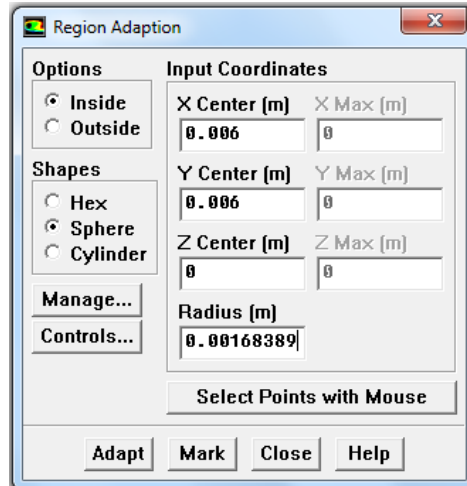 Region Adaption
Options
Inside
Outside
Shapes
Hex
Sphere
Cylinder
Manage...
Controls...
Input Coordinates
X Center (m) X Max (m)
0.006 0
Y Center (m) Y Max (m)
0.006 0
Z Center (m) Z Max (m)
0 0
Radius (m)
0.00168389
Select Points with Mouse
Adapt Mark Close Help